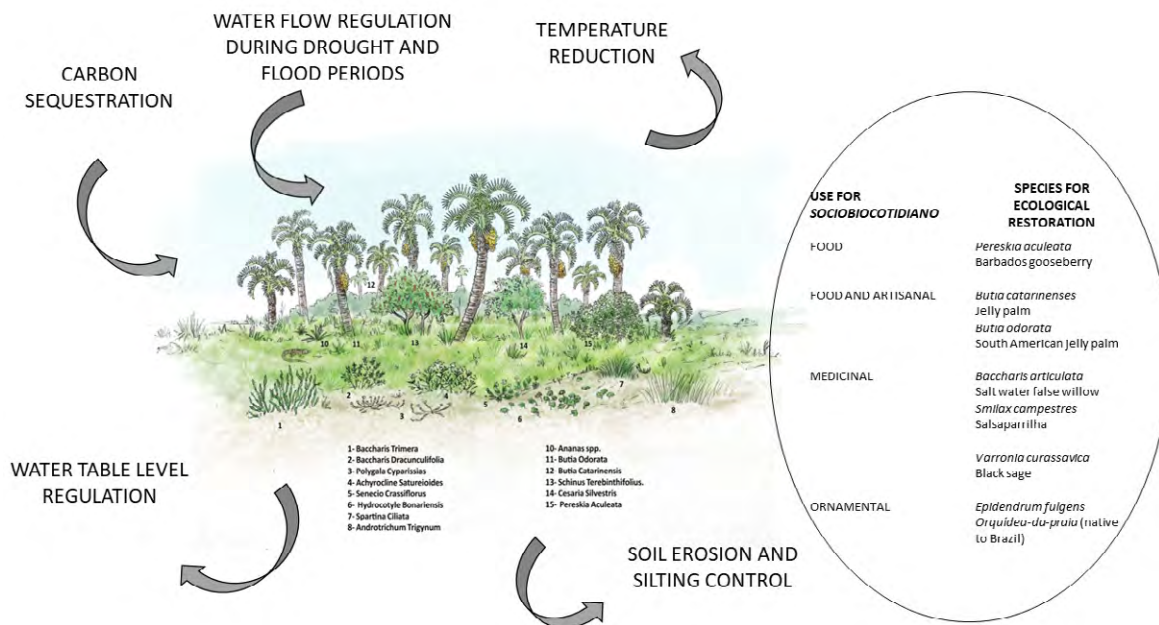 WATER FLOW REGULATION
DURING DROUGHT AND
FLOOD PERIODS
TEMPERATURE
REDUCTION
CARBON
SEQUESTRATION
USE FOR
SOCIOBIOCOTIDIANO
SPECIES FOR
ECOLOGICAL
RESTORATION
FOOD
Pereskia aculeata
Barbados gooseberry
FOOD AND ARTISANAL
Butia catarinenses
Jelly palm
Butia odorata
South American jelly palm
MEDICINAL
Baccharis articulata
Salt water false willow
Smilax campestres
Salsaparrilha
Varronia curassavica
Black sage
ORNAMENTAL
Epidendrum fulgens
Orquídea-da-praia (native
to Brazil)
12
10
11
13
14
15
1
2
3
4
5
6
7
8
1- Baccharis Trimera
2- Baccharis Dracunculifolia
3- Polygala Cyparissias
4- Achyrocline Satureioides
5- Senecio Crassiflorus
6- Hydrocotyle Bonariensis
7- Spartina Ciliata
8- Androtrichum Trigynum
10- Ananas spp.
11- Butia Odorata
12- Butia Catarinensis
13- Schinus Terebinthifolius.
14- Cesaria Silvestris
15- Pereskia Aculeata
WATER TABLE LEVEL
REGULATION
SOIL EROSION AND
SILTING CONTROL